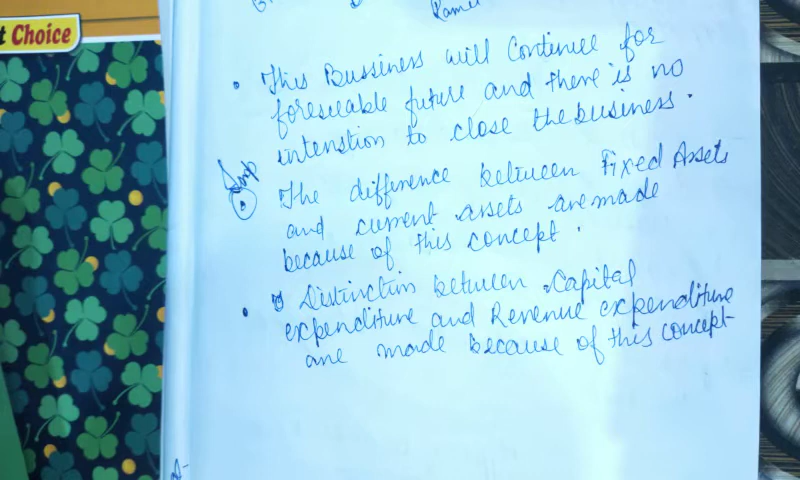 t Choice
• This Bussiness will Continue for
foreseeable future and there is no
intenstion to close the business.
Imp
The difference between Fixed Assets
and current assets are made
because of this concept.
• Distinction between Capital
expenditure and Revenue expenditure
are made because of this concept